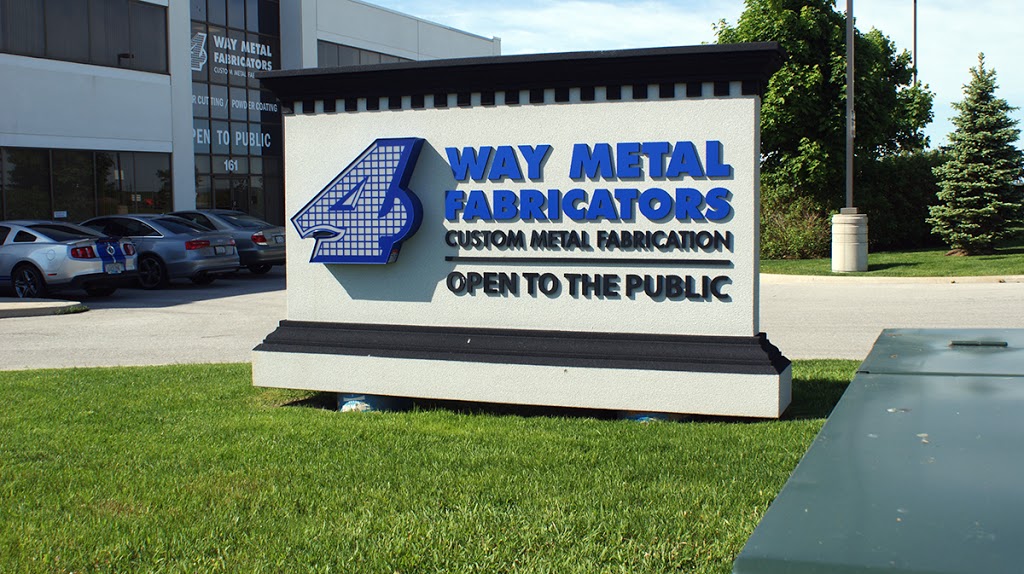 WAY METAL
FABRICATORS
CUSTOM METAL
CUTTING / POWDER COATING
OPEN TO PUBLIC
161
4 WAY METAL
FABRICATORS
CUSTOM METAL FABRICATION
OPEN TO THE PUBLIC